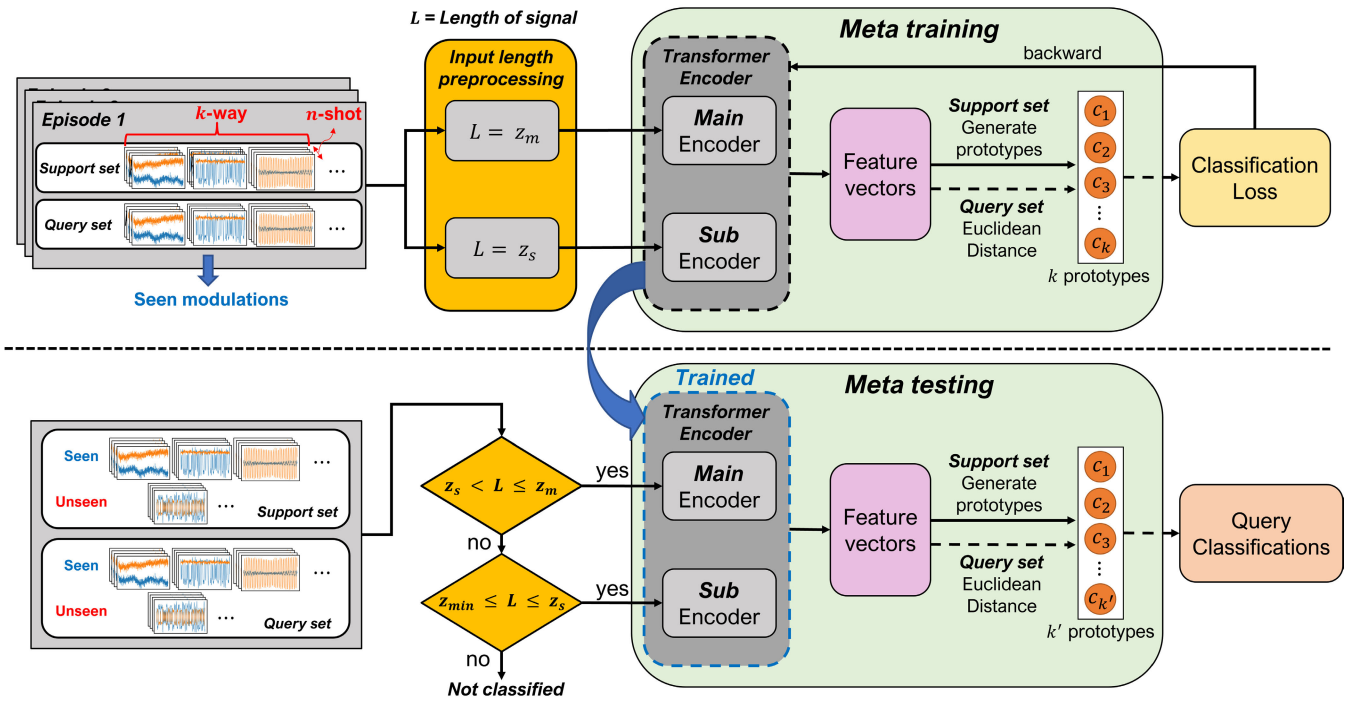 L = Length of signal
Meta training
Input length
preprocessing
Transformer
Encoder
backward
Episode 1
k-way
n-shot
Support set
...
Query set
...
Seen modulations
L = z_m
L = z_s
Main
Encoder
Sub
Encoder
Feature
vectors
Support set
Generate
prototypes
Query set
Euclidean
Distance
c_1
c_2
c_3
⋮
c_k
k prototypes
Classification
Loss
Trained
Meta testing
Transformer
Encoder
Seen
...
Unseen
...
Support set
Seen
...
Unseen
...
Query set
z_s < L ≤ z_m
yes
no
z_min ≤ L ≤ z_s
yes
no
Not classified
Main
Encoder
Sub
Encoder
Feature
vectors
Support set
Generate
prototypes
Query set
Euclidean
Distance
c_1
c_2
c_3
⋮
c_k′
k′ prototypes
Query
Classifications